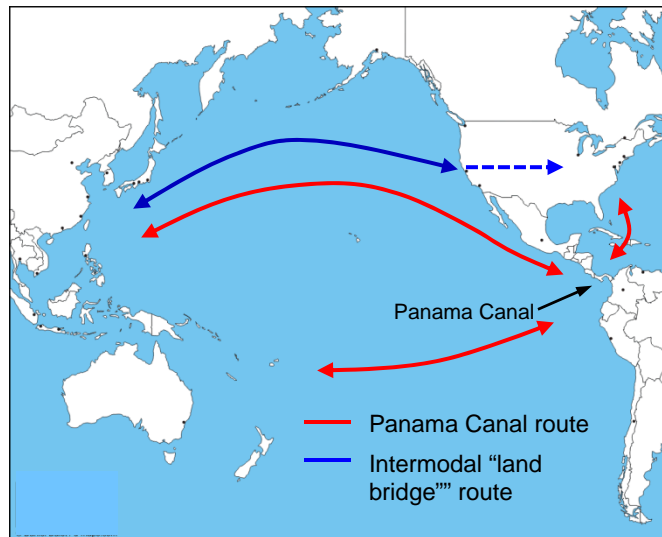 Panama Canal
Panama Canal route
Intermodal “land
bridge”” route